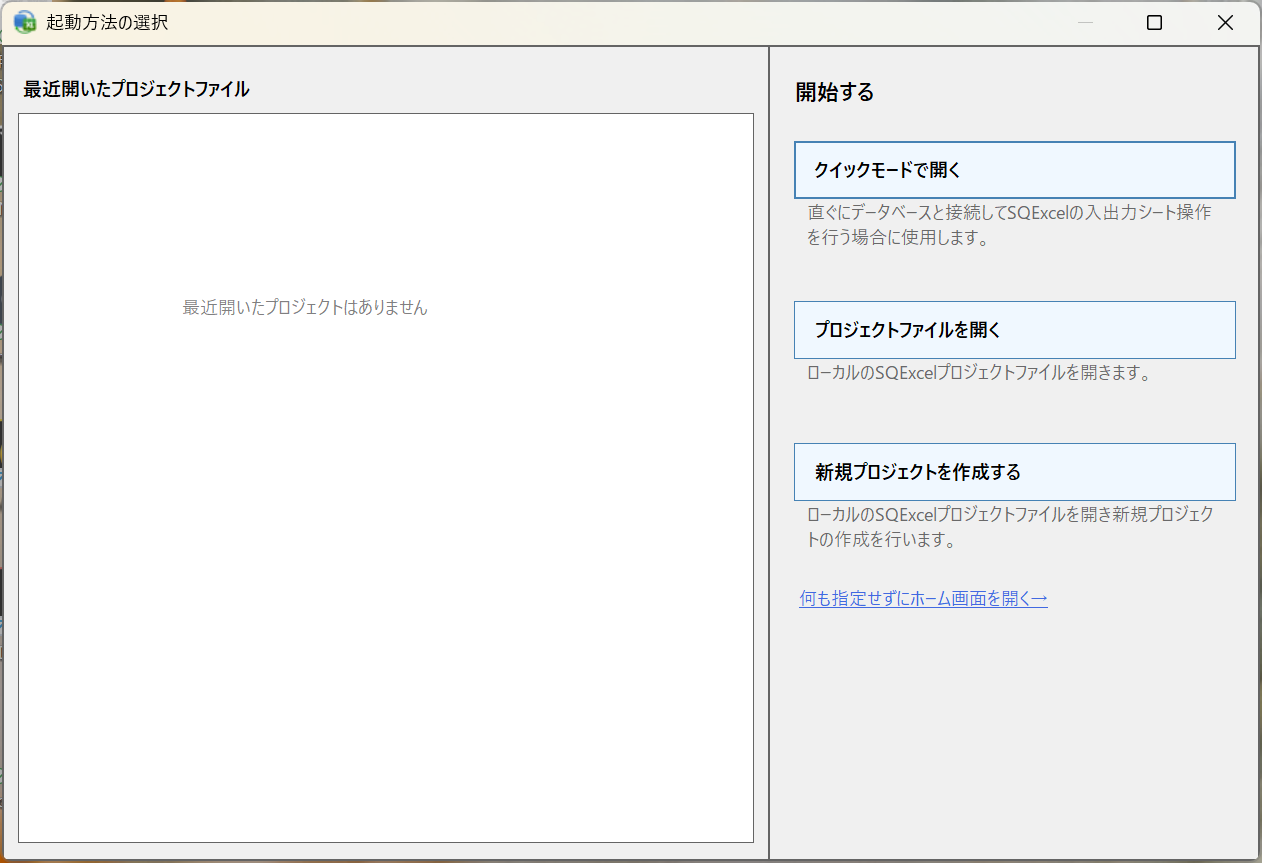 起動方法の選択
最近開いたプロジェクトファイル
最近開いたプロジェクトはありません
開始する
クイックモードで開く
直ぐにデータベースと接続してSQExcelの入出力シート操作
を行う場合に使用します。
プロジェクトファイルを開く
ローカルのSQExcelプロジェクトファイルを開きます。
新規プロジェクトを作成する
ローカルのSQExcelプロジェクトファイルを開き新規プロジェク
トの作成を行います。
何も指定せずにホーム画面を開く→